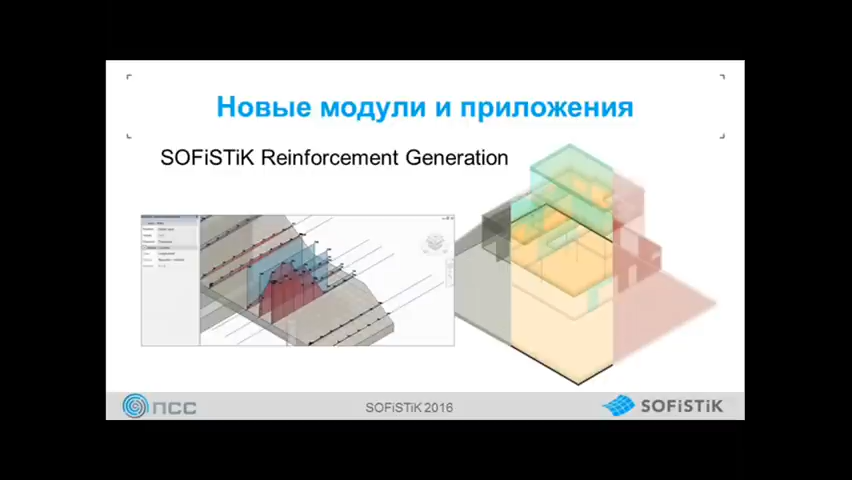 Новые модули и приложения
SOFiSTiK Reinforcement Generation
ПСС
SOFiSTiK 2016
SOFiSTiK